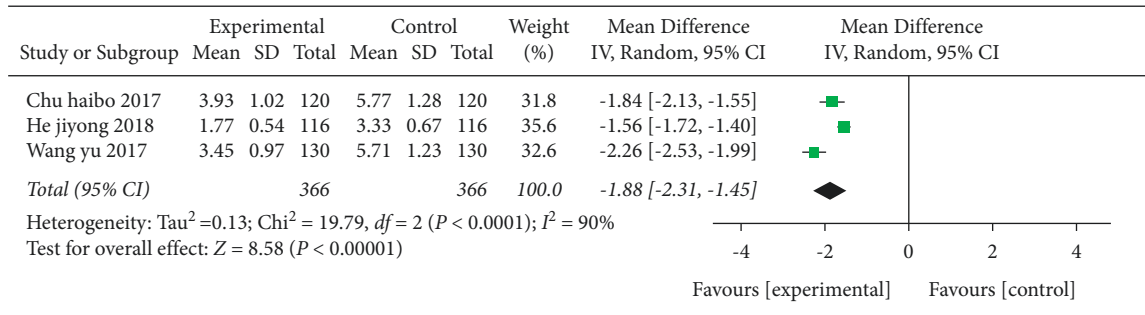 Experimental Control Weight Mean Difference Mean Difference
Study or Subgroup Mean SD Total Mean SD Total (%) IV, Random, 95% CI IV, Random, 95% CI
Chu haibo 2017 3.93 1.02 120 5.77 1.28 120 31.8 -1.84 [-2.13, -1.55]
He jiyong 2018 1.77 0.54 116 3.33 0.67 116 35.6 -1.56 [-1.72, -1.40]
Wang yu 2017 3.45 0.97 130 5.71 1.23 130 32.6 -2.26 [-2.53, -1.99]
Total (95% CI) 366 366 100.0 -1.88 [-2.31, -1.45]
Heterogeneity: Tau² =0.13; Chi² = 19.79, df = 2 (P < 0.0001); I² = 90%
Test for overall effect: Z = 8.58 (P < 0.00001)
-4 -2 0 2 4
Favours [experimental] Favours [control]